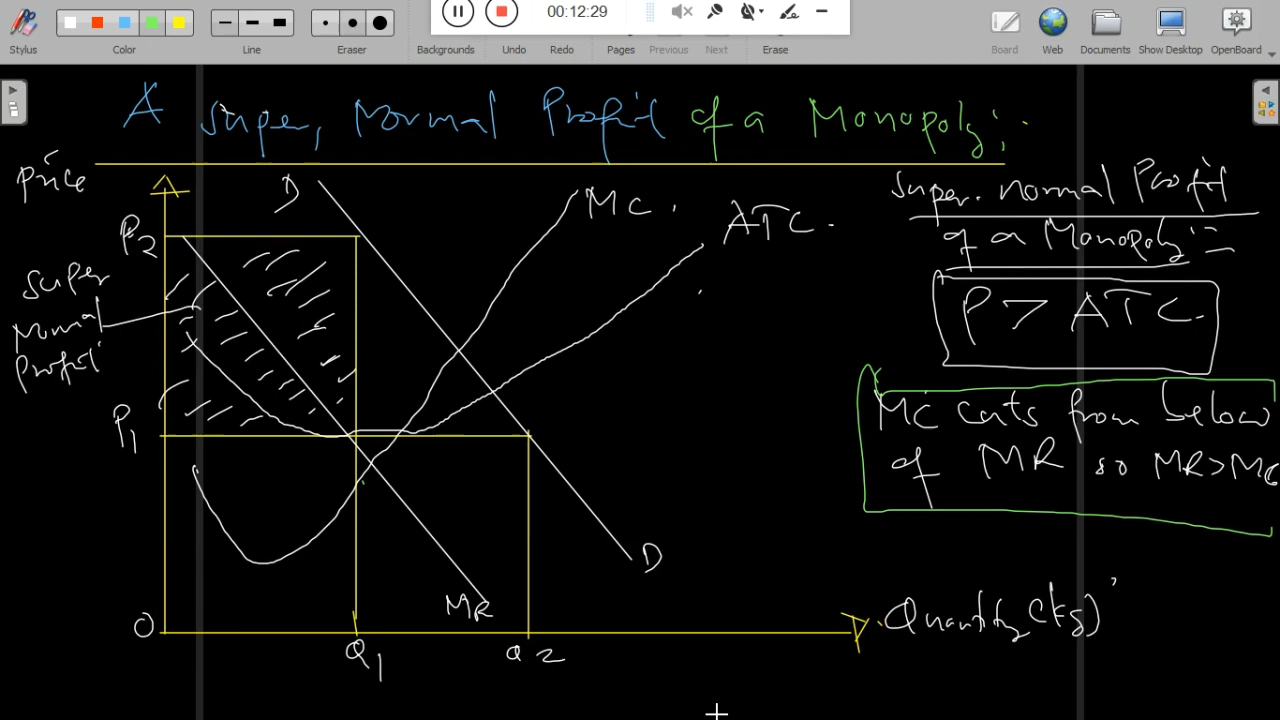 00:12:29
Stylus Color Line Eraser Backgrounds Undo Redo Pages Previous Next Erase Board Web Documents Show Desktop OpenBoard
A Super, Normal Profit of a Monopoly:
Price
D
MC.
ATC.
P2
Super
Normal
Profit
P1
O
Q1
Q2
MR
D
Quantity (kg)
Super. normal Profit
of a Monopoly:=
P > ATC.
MC cuts from below
of MR so MR>MC